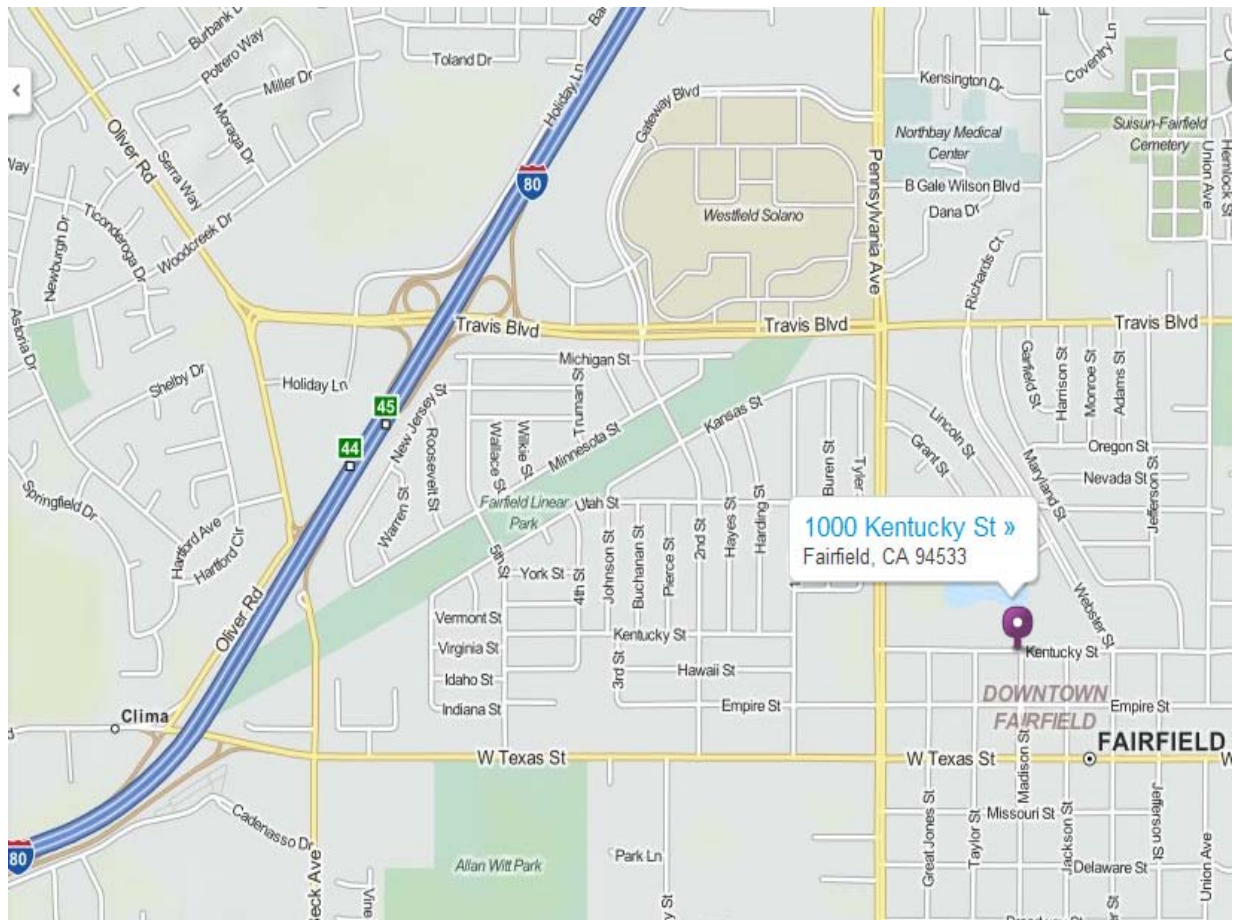 Burbank D
Potrero Way
Miller Dr
Toland Dr
Holiday Ln
Gateway Blvd
Kensington Dr
Coventry Ln
Oliver Rd
Moraga Dr
Serra Way
Way
Northbay Medical
Center
Suisun-Fairfield
Cemetery
Union Ave
Hemlock St
80
Pennsylvania Ave
B Gale Wilson Blvd
Dana Dr
Westfield Solano
Newburgh Dr
Ticonderoga Dr
Woodcreek Dr
Richards Ct
Astoria Dr
Travis Blvd
Travis Blvd
Travis Blvd
Michigan St
Shelby Dr
Holiday Ln
45
44
New Jersey St
Truman St
Kansas St
Garfield St
Harrison St
Monroe St
Adams St
Roosevelt St
Wallace St
Wilkie St
Minnesota St
Lincoln St
Grant St
Maryland St
Oregon St
Nevada St
Jefferson St
Springfield Dr
Hartford Ave
Hartford Cir
Warren St
Fairfield Linear
Park
Utah St
2nd St
Hayes St
Harding St
Buren St
Tyler
1000 Kentucky St »
Fairfield, CA 94533
5th St
York St
4th St
Johnson St
Buchanan St
Pierce St
Oliver Rd
Vermont St
Virginia St
Kentucky St
Webster St
Kentucky St
Idaho St
3rd St
Hawaii St
Indiana St
Empire St
DOWNTOWN
FAIRFIELD
Empire St
Clima
W Texas St
W Texas St
FAIRFIELD
W
Madison St
Missouri St
Great Jones St
Taylor St
Jackson St
Jefferson St
Union Ave
Delaware St
80
Cadenasso Dr
Beck Ave
Vine
Allan Witt Park
Park Ln